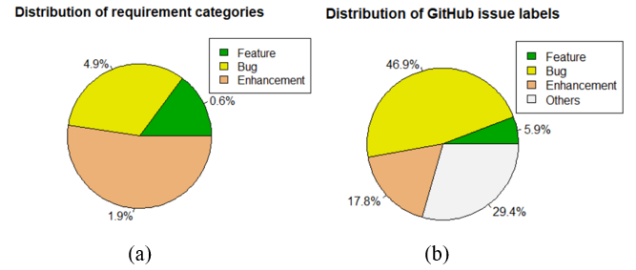 Distribution of requirement categories
Feature
Bug
Enhancement
4.9%
0.6%
1.9%
(a)
Distribution of GitHub issue labels
Feature
Bug
Enhancement
Others
46.9%
5.9%
17.8%
29.4%
(b)